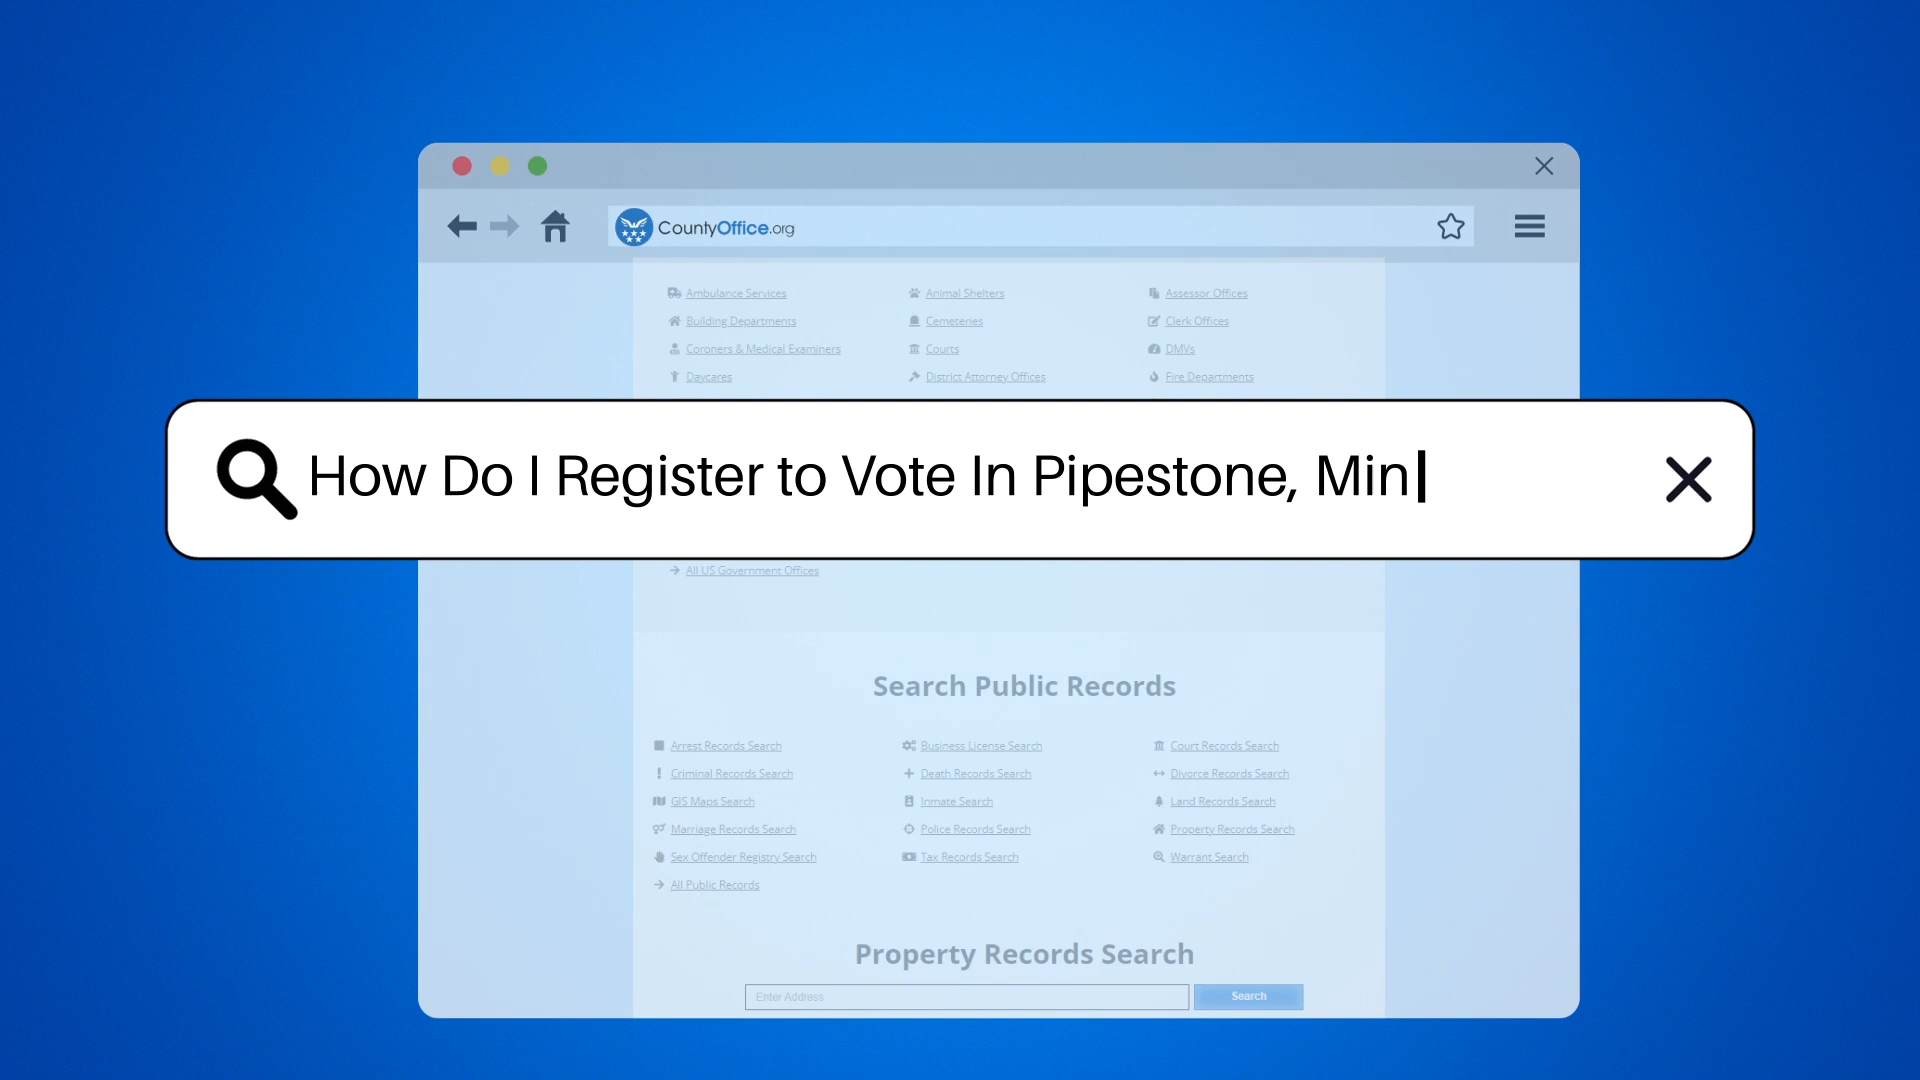 CountyOffice.org
Ambulance Services Animal Shelters Assessor Offices
Building Departments Cemeteries Clerk Offices
Coroners & Medical Examiners Courts DMVs
Daycares District Attorney Offices Fire Departments
How Do I Register to Vote In Pipestone, Min
All US Government Offices
Search Public Records
Arrest Records Search Business License Search Court Records Search
Criminal Records Search Death Records Search Divorce Records Search
GIS Maps Search Inmate Search Land Records Search
Marriage Records Search Police Records Search Property Records Search
Sex Offender Registry Search Tax Records Search Warrant Search
All Public Records
Property Records Search
Enter Address Search